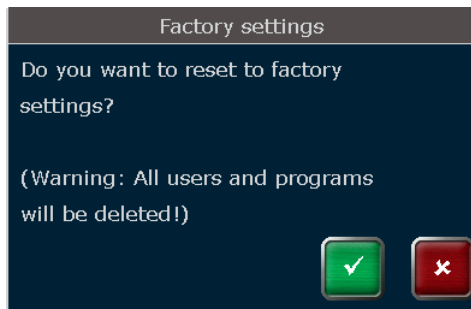 Factory settings
Do you want to reset to factory
settings?
(Warning: All users and programs
will be deleted!)